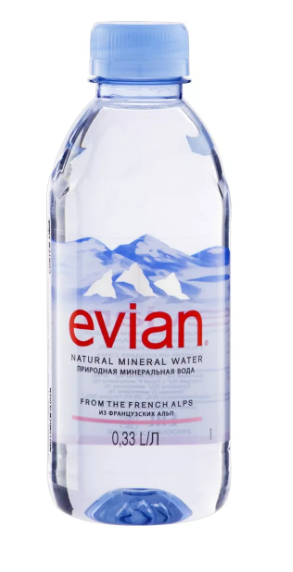 evian®
NATURAL MINERAL WATER
ПРИРОДНАЯ МИНЕРАЛЬНАЯ ВОДА
FROM THE FRENCH ALPS
ИЗ ФРАНЦУЗСКИХ АЛЬП
0,33 L/Л